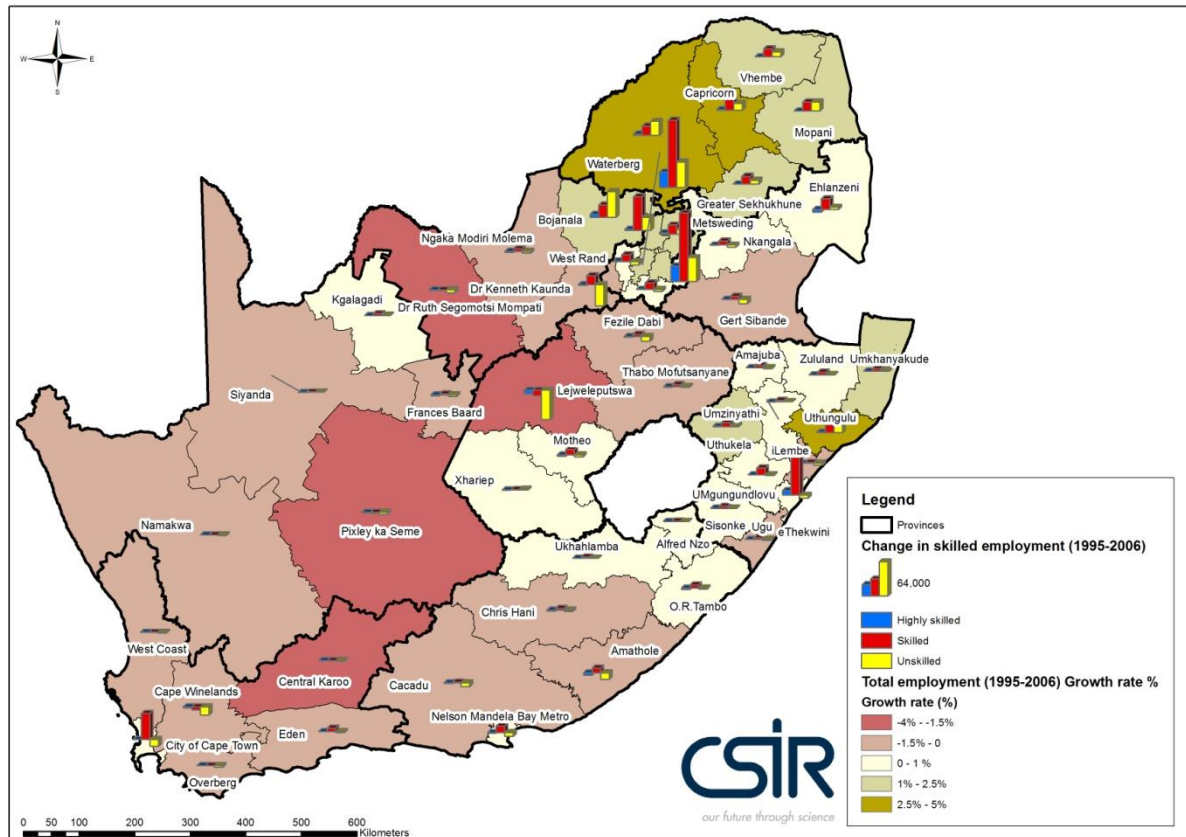 N
W E
S
Vhembe
Capricorn
Mopani
Waterberg
Ehlanzeni
Greater Sekhukhune
Bojanala
Metsweding
Ngaka Modiri Molema
Nkangala
West Rand
Dr Kenneth Kaunda
Kgalagadi
Dr Ruth Segomotsi Mompati
Gert Sibande
Fezile Dabi
Amajuba
Zululand
Umkhanyakude
Thabo Mofutsanyane
Siyanda
Lejweleputswa
Frances Baard
Umzinyathi
Uthungulu
Motheo
Uthukela
iLembe
Xhariep
UMgungundlovu
Namakwa
Pixley ka Seme
Sisonke
Ugu
eThekwini
Alfred Nzo
Ukhahlamba
O.R.Tambo
Chris Hani
West Coast
Amathole
Central Karoo
Cacadu
Cape Winelands
Nelson Mandela Bay Metro
Eden
City of Cape Town
Overberg
Legend
Provinces
Change in skilled employment (1995-2006)
64,000
Highly skilled
Skilled
Unskilled
Total employment (1995-2006) Growth rate %
Growth rate (%)
-4% - -1.5%
-1.5% - 0
0 - 1 %
1% - 2.5%
2.5% - 5%
CSIR
our future through science
0 50 100 200 300 400 500 600
Kilometers